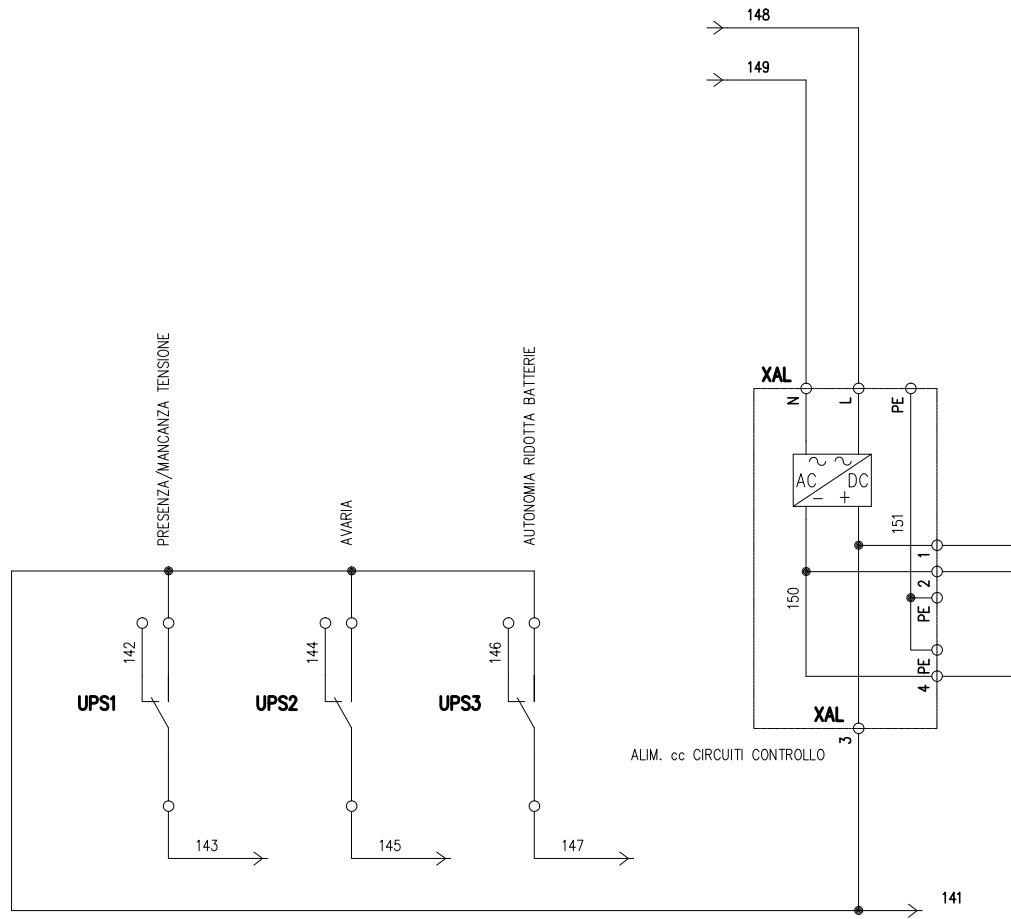 148
149
PRESENZA/MANCANZA TENSIONE
AVARIA
AUTONOMIA RIDOTTA BATTERIE
XAL
N
L
PE
AC
DC
-
+
151
1
2
150
PE
PE
4
142
144
146
UPS1
UPS2
UPS3
XAL
3
ALIM. cc CIRCUITI CONTROLLO
143
145
147
141